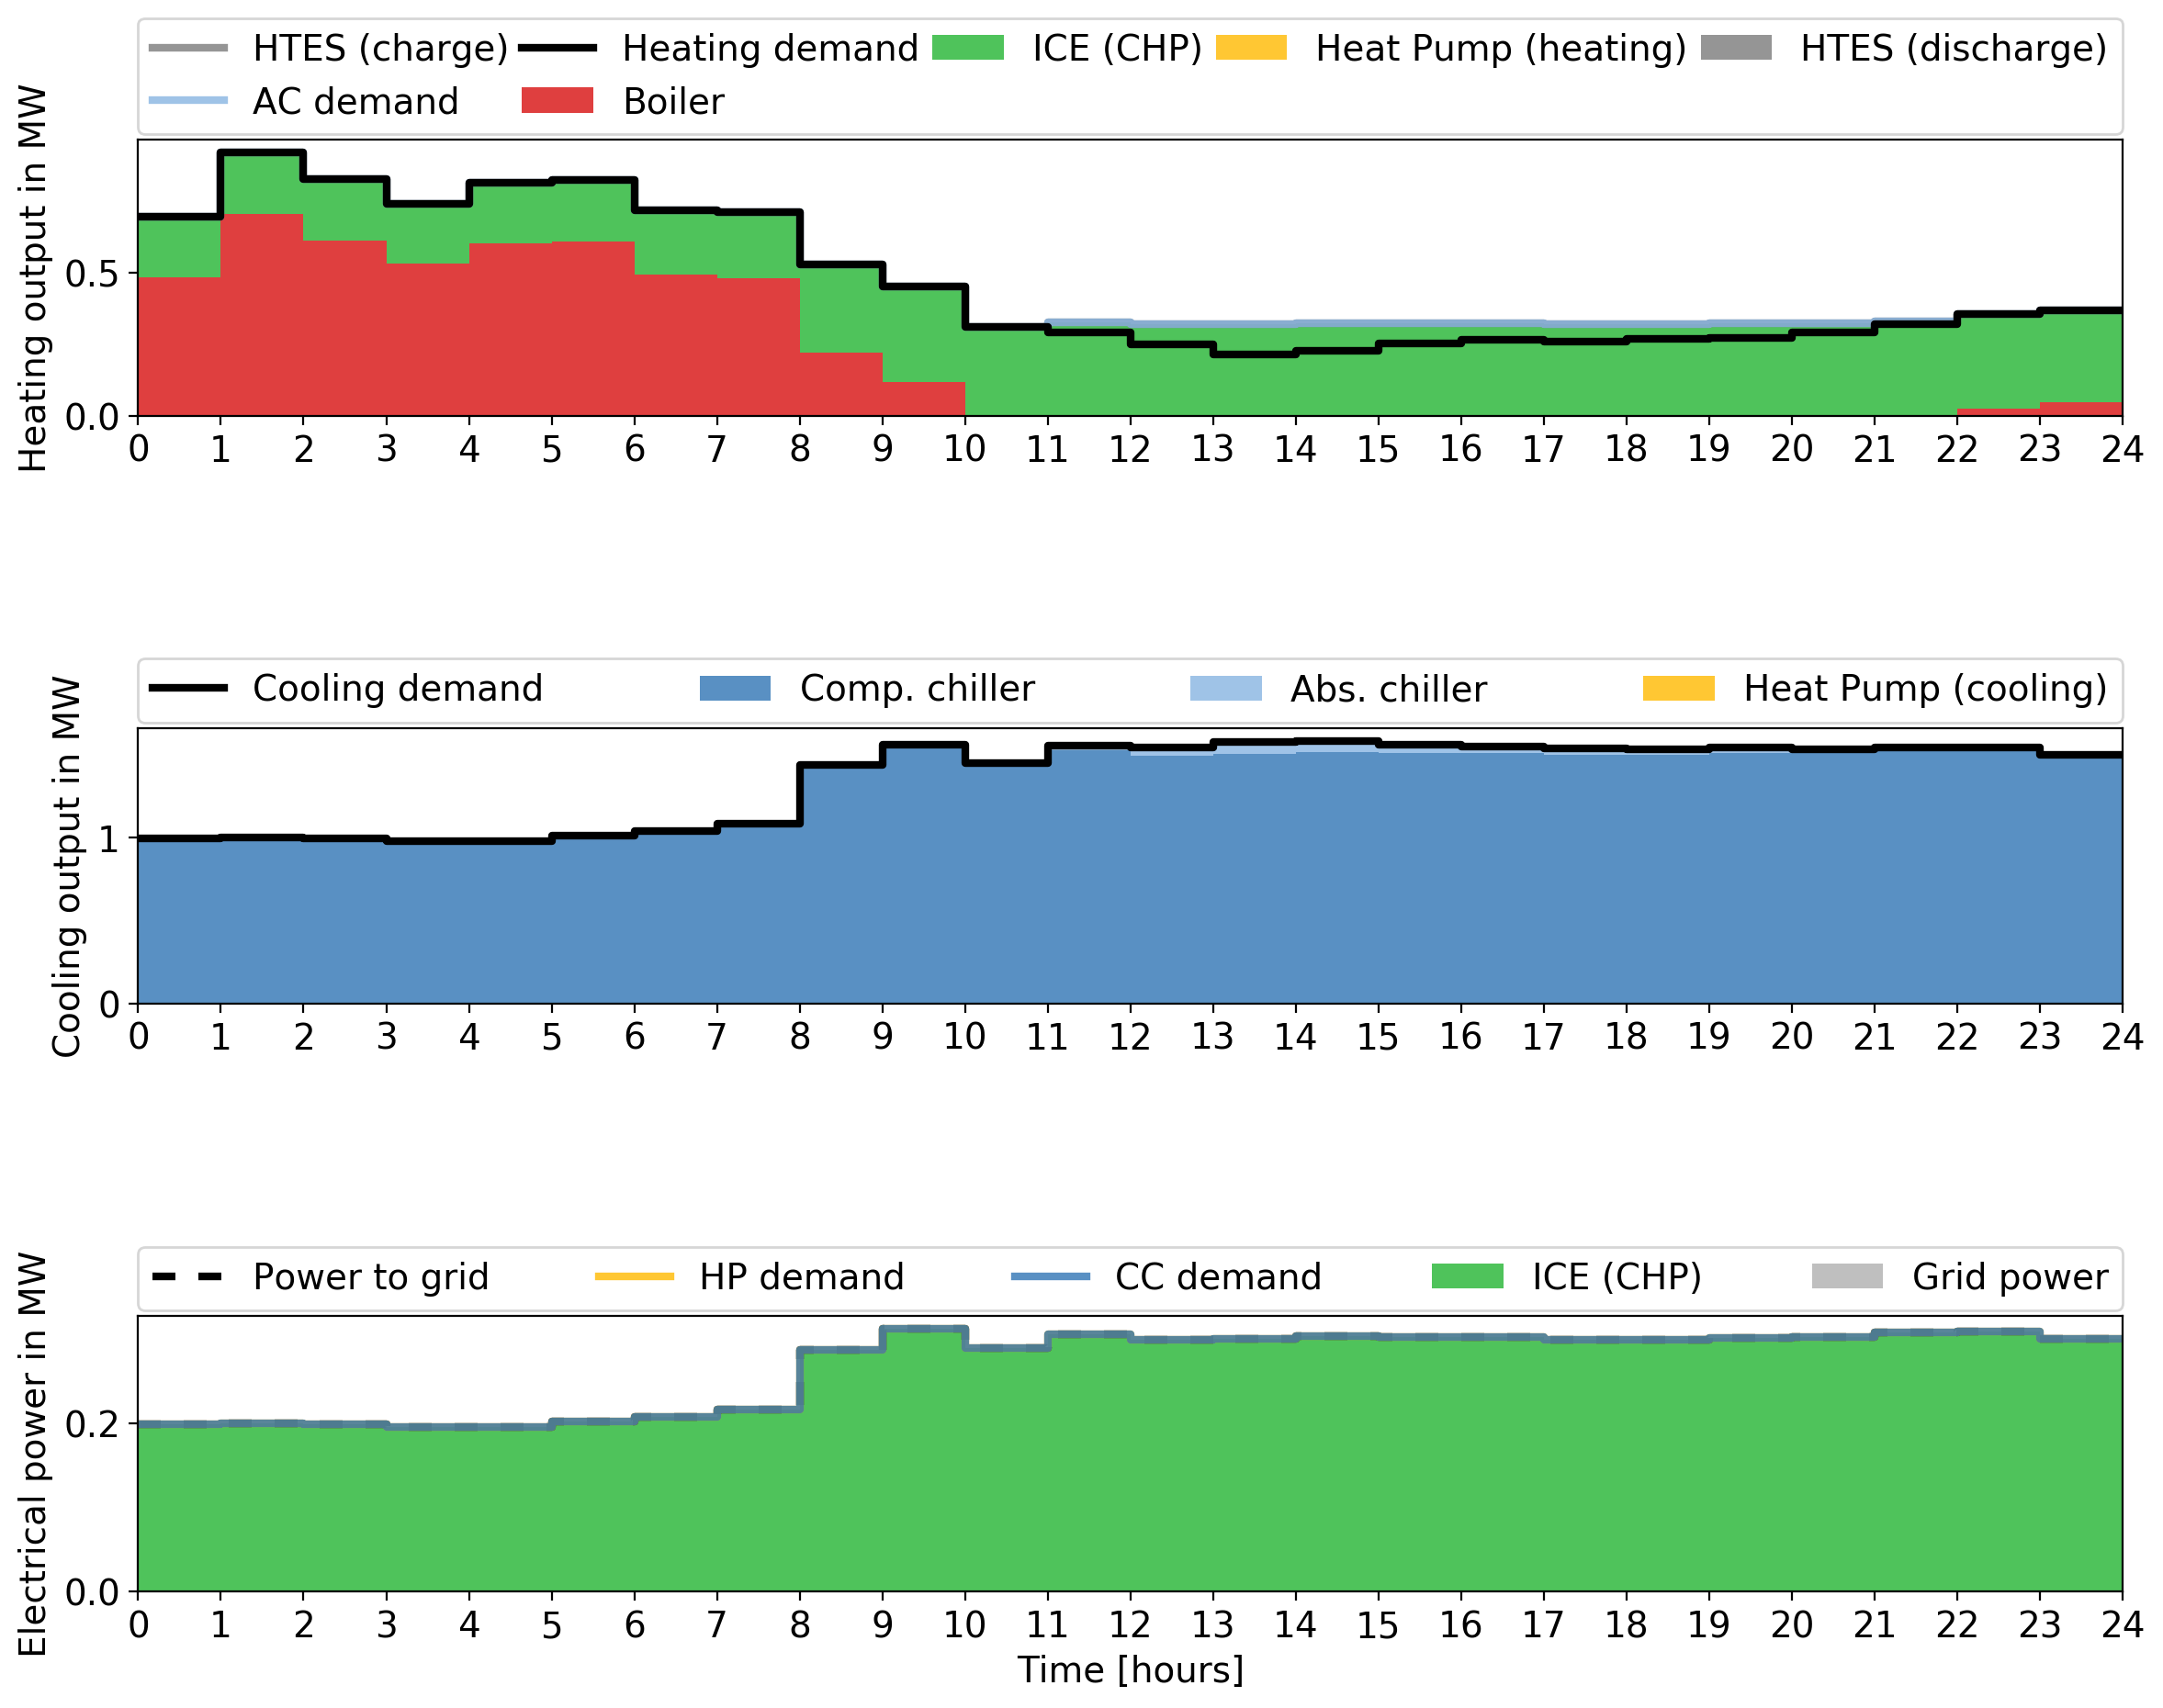 HTES (charge) Heating demand ICE (CHP) Heat Pump (heating) HTES (discharge)
AC demand Boiler
Heating output in MW
0.5
0.0
0 1 2 3 4 5 6 7 8 9 10 11 12 13 14 15 16 17 18 19 20 21 22 23 24
Cooling demand Comp. chiller Abs. chiller Heat Pump (cooling)
Cooling output in MW
1
0
0 1 2 3 4 5 6 7 8 9 10 11 12 13 14 15 16 17 18 19 20 21 22 23 24
Power to grid HP demand CC demand ICE (CHP) Grid power
Electrical power in MW
0.2
0.0
0 1 2 3 4 5 6 7 8 9 10 11 12 13 14 15 16 17 18 19 20 21 22 23 24
Time [hours]